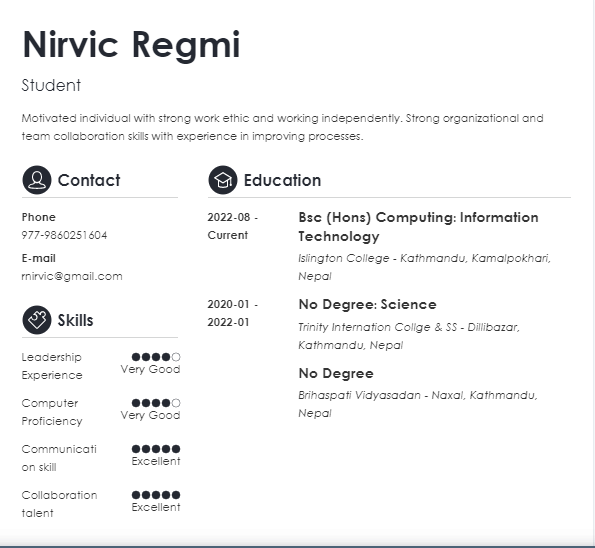 Nirvic Regmi
Student
Motivated individual with strong work ethic and working independently. Strong organizational and
team collaboration skills with experience in improving processes.
Contact
Phone
977-9860251604
E-mail
rnirvic@gmail.com
Skills
Leadership
Experience
Very Good
Computer
Proficiency
Very Good
Communicati
on skill
Excellent
Collaboration
talent
Excellent
Education
2022-08 -
Current
Bsc (Hons) Computing: Information
Technology
Islington College - Kathmandu, Kamalpokhari,
Nepal
2020-01 -
2022-01
No Degree: Science
Trinity Internation Collge & SS - Dillibazar,
Kathmandu, Nepal
No Degree
Brihaspati Vidyasadan - Naxal, Kathmandu,
Nepal